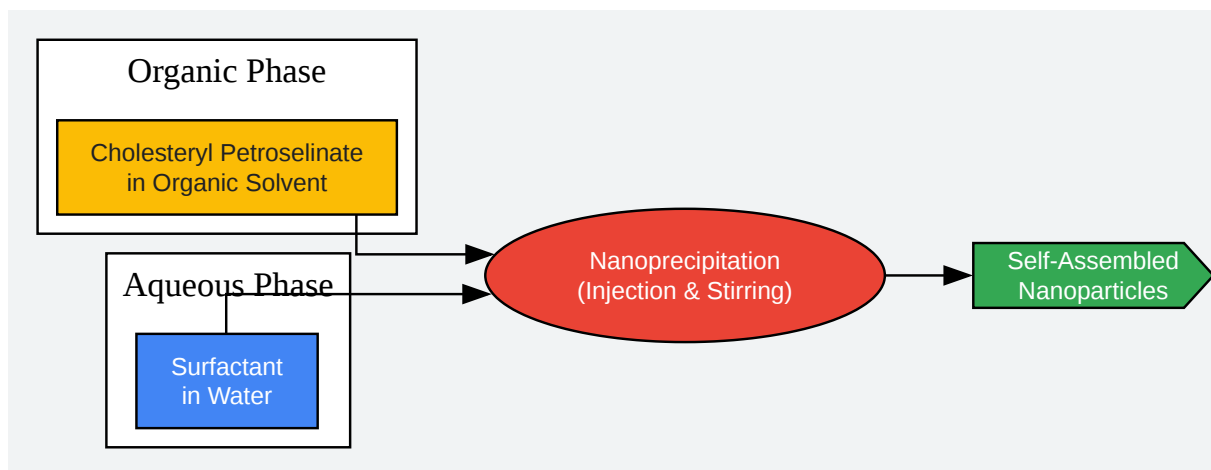 Organic Phase
Cholesteryl Petroselinate
in Organic Solvent
Aqueous Phase
Surfactant
in Water
Nanoprecipitation
(Injection & Stirring)
Self-Assembled
Nanoparticles